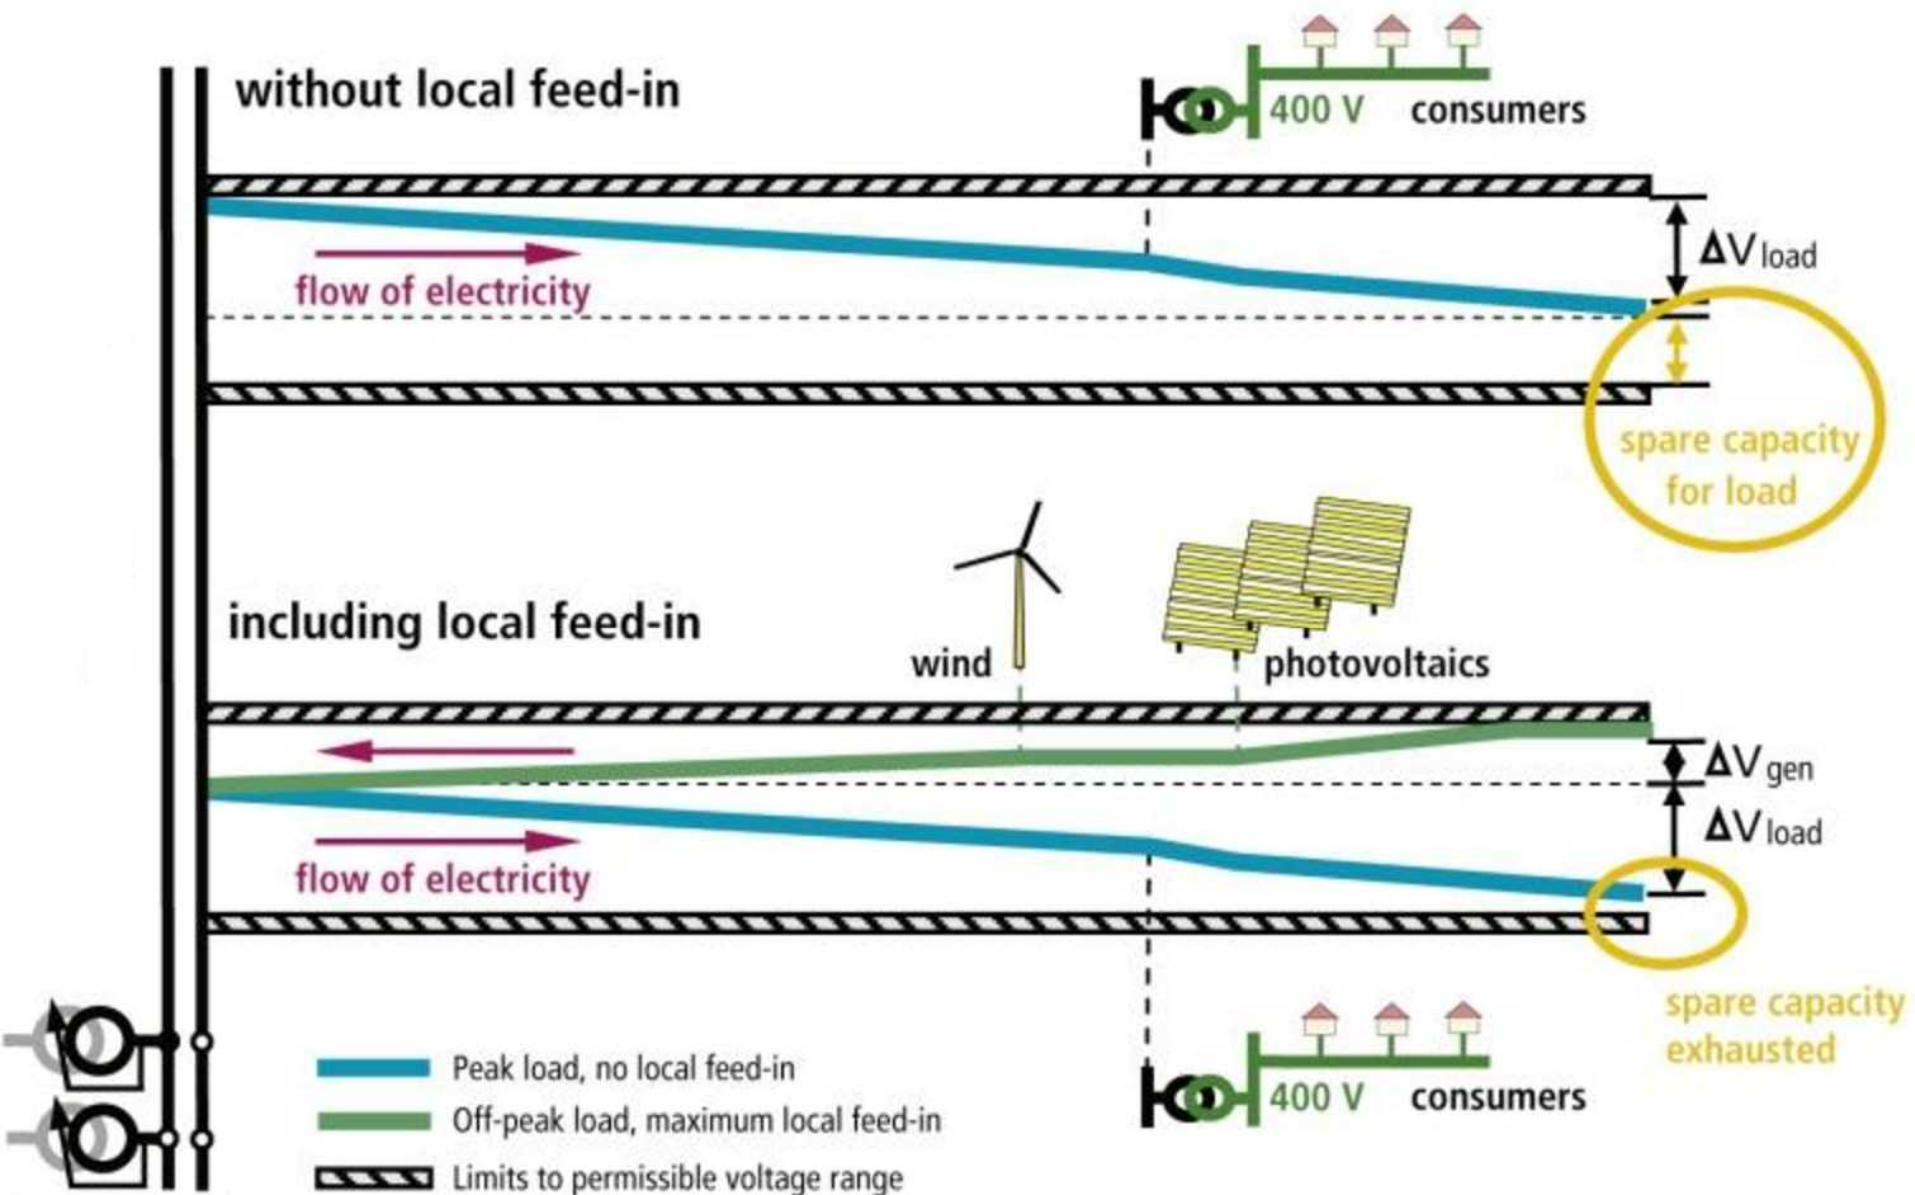 without local feed-in
400 V
consumers
ΔV load
flow of electricity
spare capacity
for load
including local feed-in
wind
photovoltaics
ΔV gen
ΔV load
flow of electricity
spare capacity
exhausted
Peak load, no local feed-in
400 V
consumers
Off-peak load, maximum local feed-in
Limits to permissible voltage range